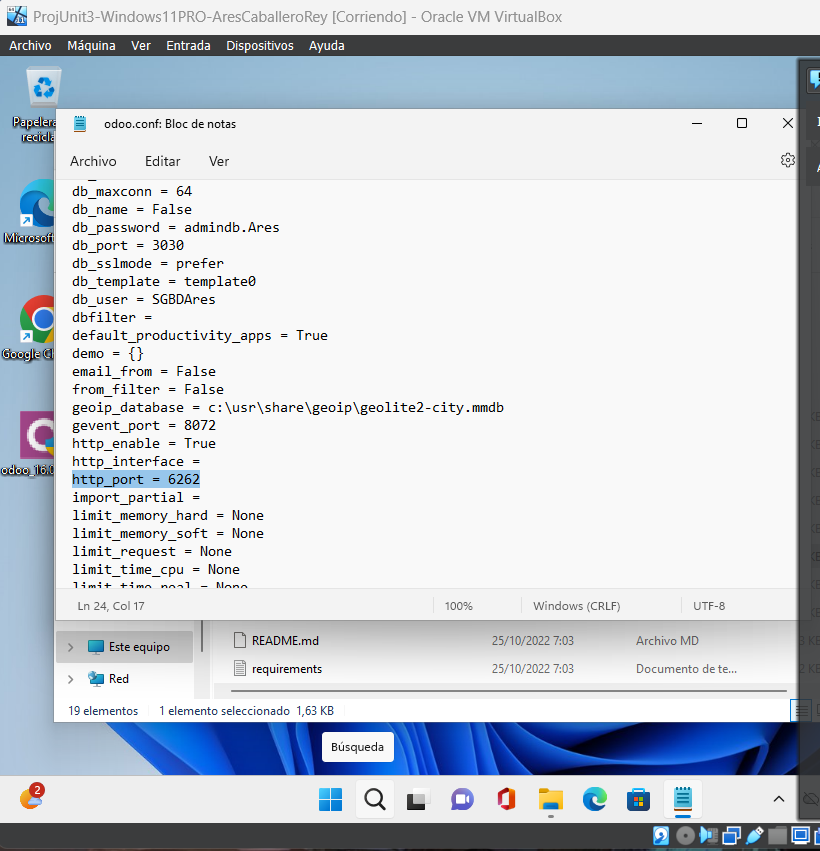 ProjUnit3-Windows11PRO-AresCaballeroRey [Corriendo] - Oracle VM VirtualBox
Archivo Máquina Ver Entrada Dispositivos Ayuda
Papelera
recicla
Microsoft
Google Ch
odoo_16.0
odoo.conf: Bloc de notas
Archivo Editar Ver
db_maxconn = 64
db_name = False
db_password = admindb.Ares
db_port = 3030
db_sslmode = prefer
db_template = template0
db_user = SGBDAres
dbfilter =
default_productivity_apps = True
demo = {}
email_from = False
from_filter = False
geoip_database = c:\usr\share\geoip\geolite2-city.mmdb
gevent_port = 8072
http_enable = True
http_interface =
http_port = 6262
import_partial =
limit_memory_hard = None
limit_memory_soft = None
limit_request = None
limit_time_cpu = None
limit_time_real = None
Ln 24, Col 17 100% Windows (CRLF) UTF-8
Este equipo
Red
README.md 25/10/2022 7:03 Archivo MD 3 KE
requirements 25/10/2022 7:03 Documento de te... 2 KE
19 elementos 1 elemento seleccionado 1,63 KB
Búsqueda
2